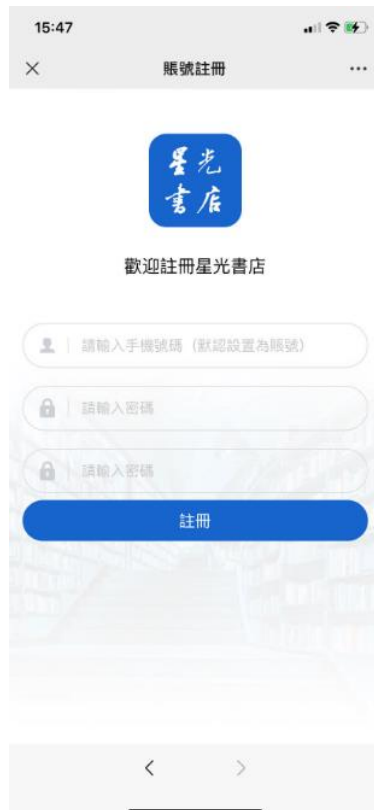 15:47
賬號註冊
星光
書店
歡迎註冊星光書店
請輸入手機號碼（默認設置為賬號）
請輸入密碼
請輸入密碼
註冊